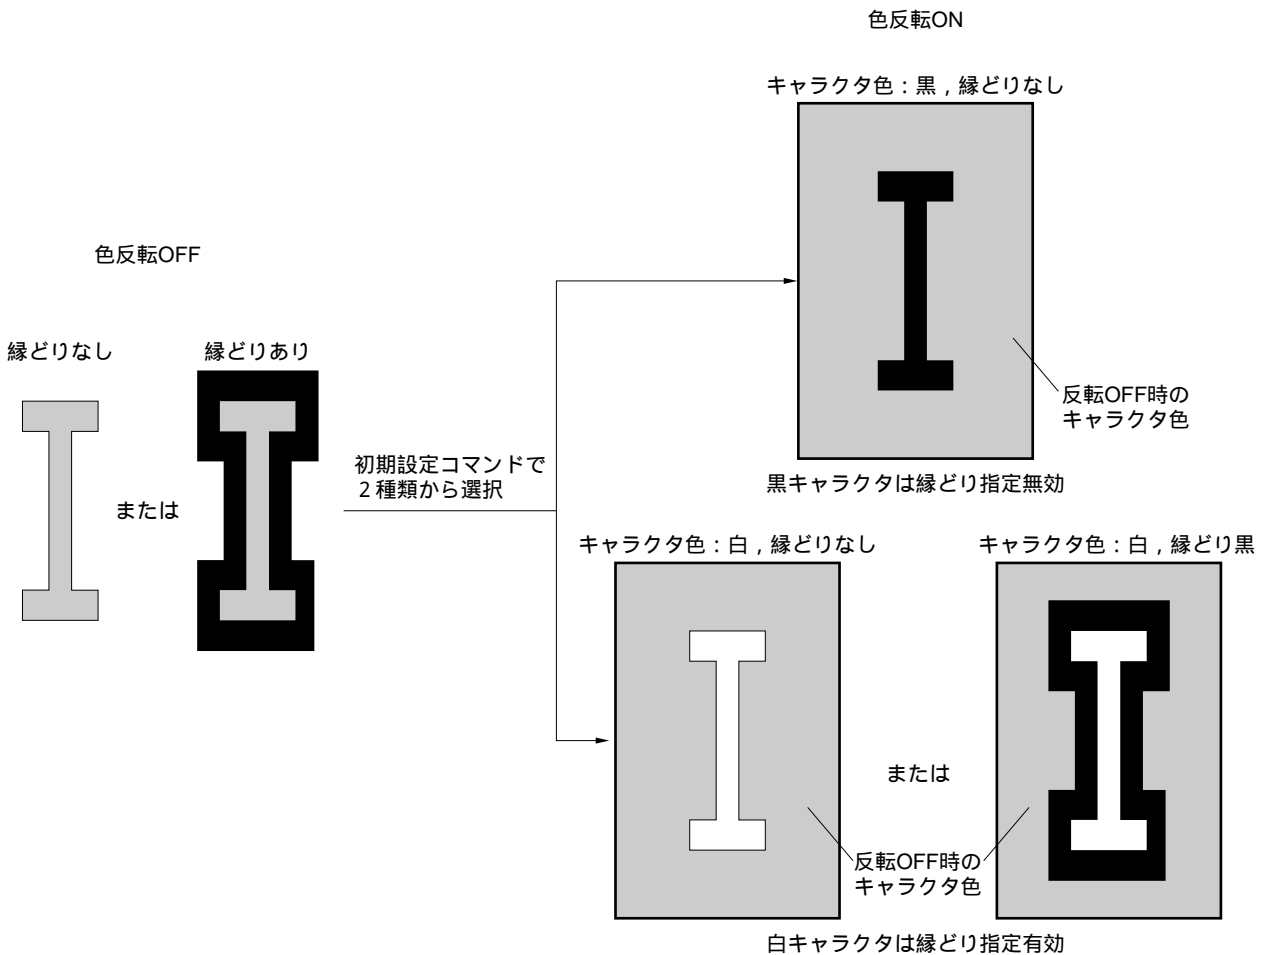 色反転ON
キャラクタ色：黒，縁どりなし
色反転OFF
縁どりなし
縁どりあり
または
初期設定コマンドで
２種類から選択
反転OFF時の
キャラクタ色
黒キャラクタは縁どり指定無効
キャラクタ色：白，縁どりなし
キャラクタ色：白，縁どり黒
または
反転OFF時の
キャラクタ色
白キャラクタは縁どり指定有効